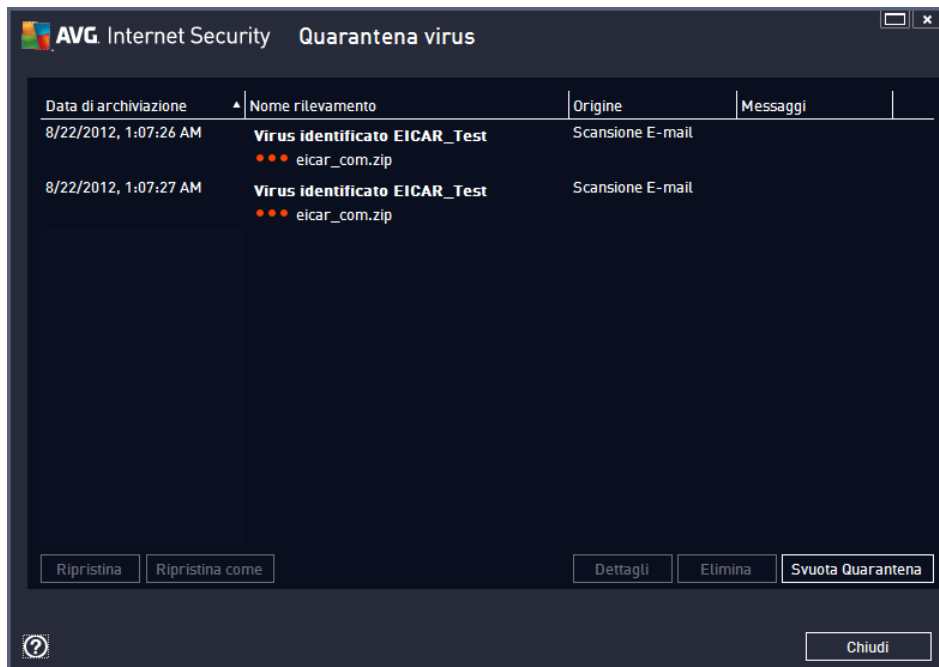 AVG. Internet Security Quarantena virus
Data di archiviazione Nome rilevamento Origine Messaggi
8/22/2012, 1:07:26 AM Virus identificato EICAR_Test Scansione E-mail
eicar_com.zip
8/22/2012, 1:07:27 AM Virus identificato EICAR_Test Scansione E-mail
eicar_com.zip
Ripristina Ripristina come Dettagli Elimina Svuota Quarantena
Chiudi